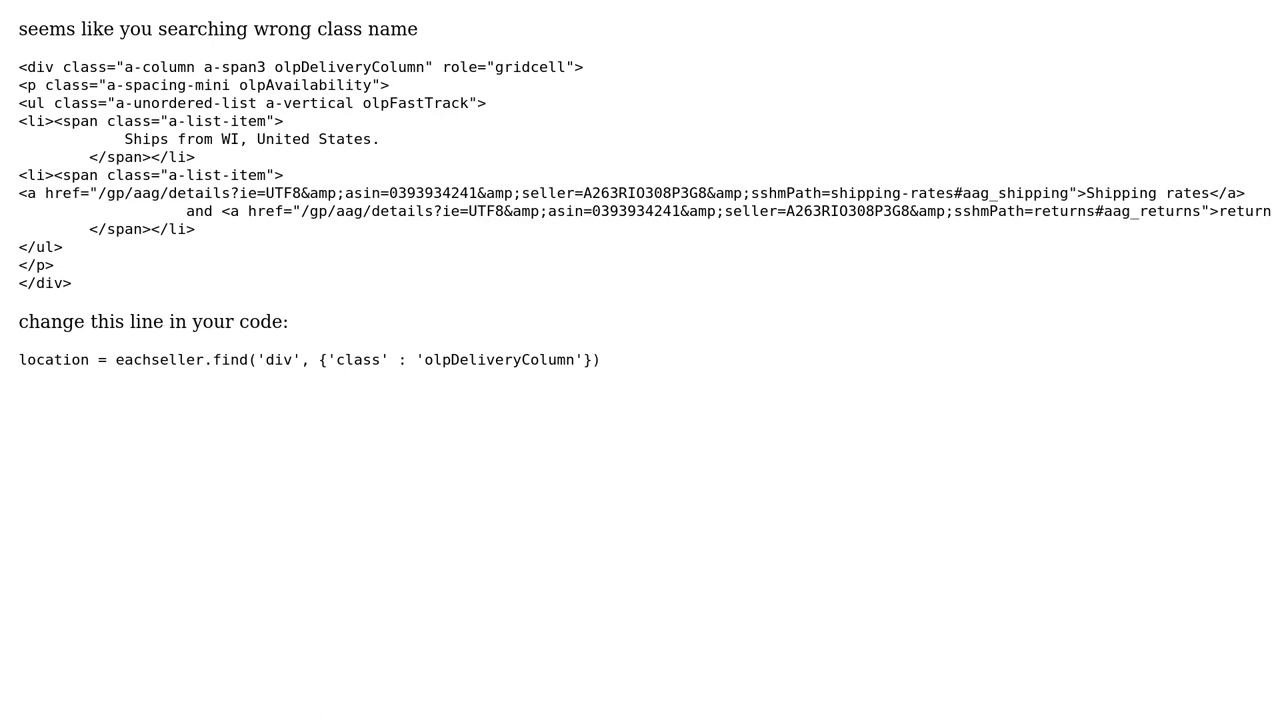 seems like you searching wrong class name
<div class="a-column a-span3 olpDeliveryColumn" role="gridcell">
<p class="a-spacing-mini olpAvailability">
<ul class="a-unordered-list a-vertical olpFastTrack">
<li><span class="a-list-item">
            Ships from WI, United States.
        </span></li>
<li><span class="a-list-item">
<a href="/gp/aag/details?ie=UTF8&amp;asin=0393934241&amp;seller=A263RIO308P3G8&amp;sshmPath=shipping-rates#aag_shipping">Shipping rates</a>
                   and <a href="/gp/aag/details?ie=UTF8&amp;asin=0393934241&amp;seller=A263RIO308P3G8&amp;sshmPath=returns#aag_returns">return
        </span></li>
</ul>
</p>
</div>
change this line in your code:
location = eachseller.find('div', {'class' : 'olpDeliveryColumn'})